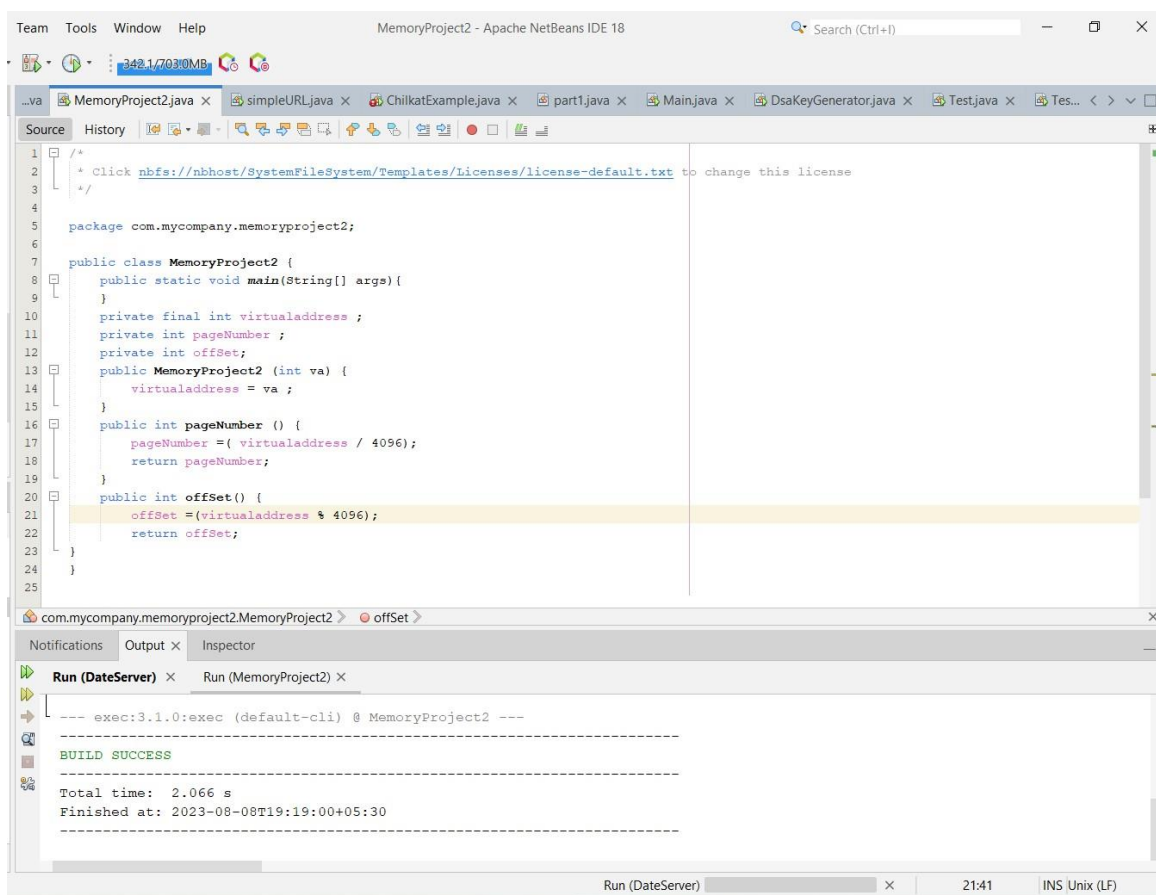 Team Tools Window Help MemoryProject2 - Apache NetBeans IDE 18 Search (Ctrl+I)
342.1/703.0MB
...va MemoryProject2.java simpleURL.java ChilkatExample.java part1.java Main.java DsaKeyGenerator.java Test.java Tes...
Source History
1 /*
2 * Click nbfs://nbhost/SystemFileSystem/Templates/Licenses/license-default.txt to change this license
3 */
4
5 package com.mycompany.memoryproject2;
6
7 public class MemoryProject2 {
8 public static void main(String[] args){
9 }
10 private final int virtualaddress ;
11 private int pageNumber ;
12 private int offSet;
13 public MemoryProject2 (int va) {
14 virtualaddress = va ;
15 }
16 public int pageNumber () {
17 pageNumber =( virtualaddress / 4096);
18 return pageNumber;
19 }
20 public int offSet() {
21 offSet =(virtualaddress % 4096);
22 return offSet;
23 }
24 }
25
com.mycompany.memoryproject2.MemoryProject2 offSet
Notifications Output Inspector
Run (DateServer) Run (MemoryProject2)
--- exec:3.1.0:exec (default-cli) @ MemoryProject2 ---
------------------------------------------------------------------------
BUILD SUCCESS
------------------------------------------------------------------------
Total time: 2.066 s
Finished at: 2023-08-08T19:19:00+05:30
------------------------------------------------------------------------
Run (DateServer) 21:41 INS Unix (LF)